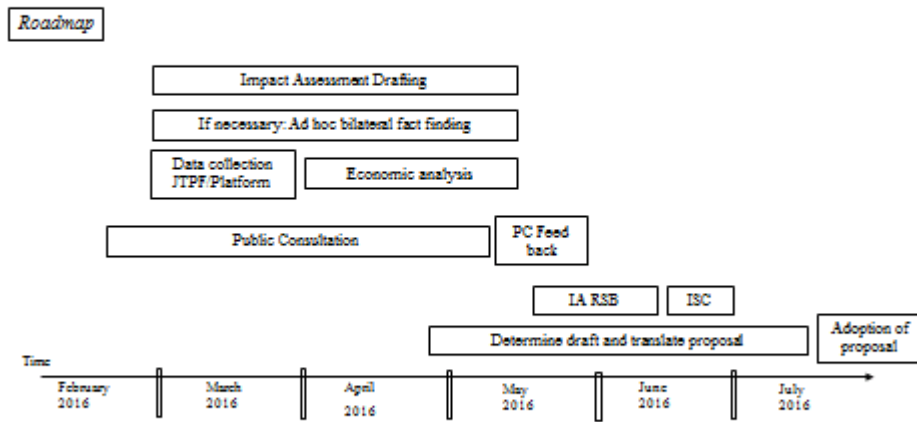 Roadmap
Impact Assessment Drafting
If necessary: Ad hoc bilateral fact finding
Data collection
JTPF/Platform
Economic analysis
Public Consultation
PC Feed
back
IA RSB
ISC
Determine draft and translate proposal
Adoption of
proposal
Time
February
2016
March
2016
April
2016
May
2016
June
2016
July
2016